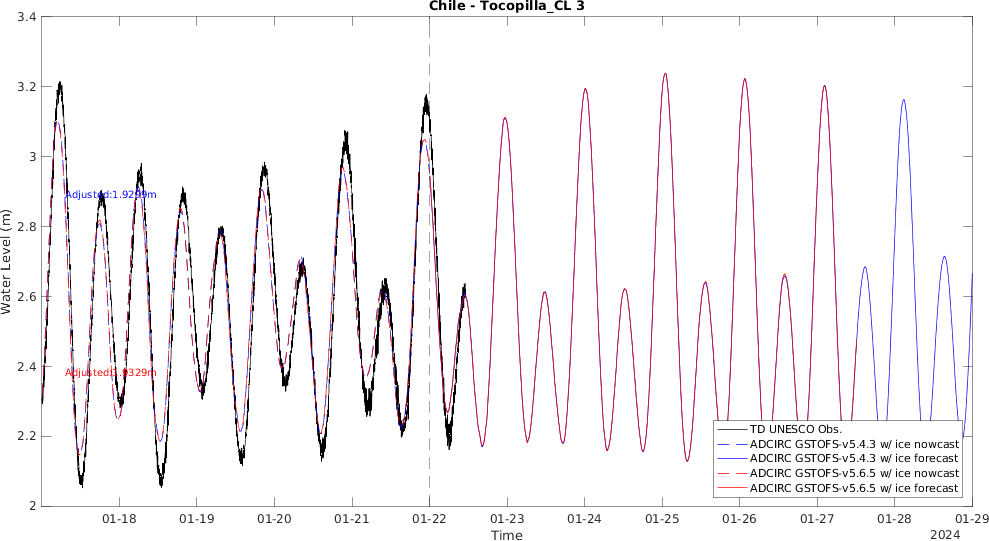 Chile - Tocopilla_CL 3
3.4
3.2
3
2.8
2.6
2.4
2.2
2
Water Level (m)
Adjusted:1.9299m
Adjusted:1.9329m
TD UNESCO Obs.
ADCIRC GSTOFS-v5.4.3 w/ ice nowcast
ADCIRC GSTOFS-v5.4.3 w/ ice forecast
ADCIRC GSTOFS-v5.6.5 w/ ice nowcast
ADCIRC GSTOFS-v5.6.5 w/ ice forecast
01-18 01-19 01-20 01-21 01-22 01-23 01-24 01-25 01-26 01-27 01-28 01-29
Time
2024